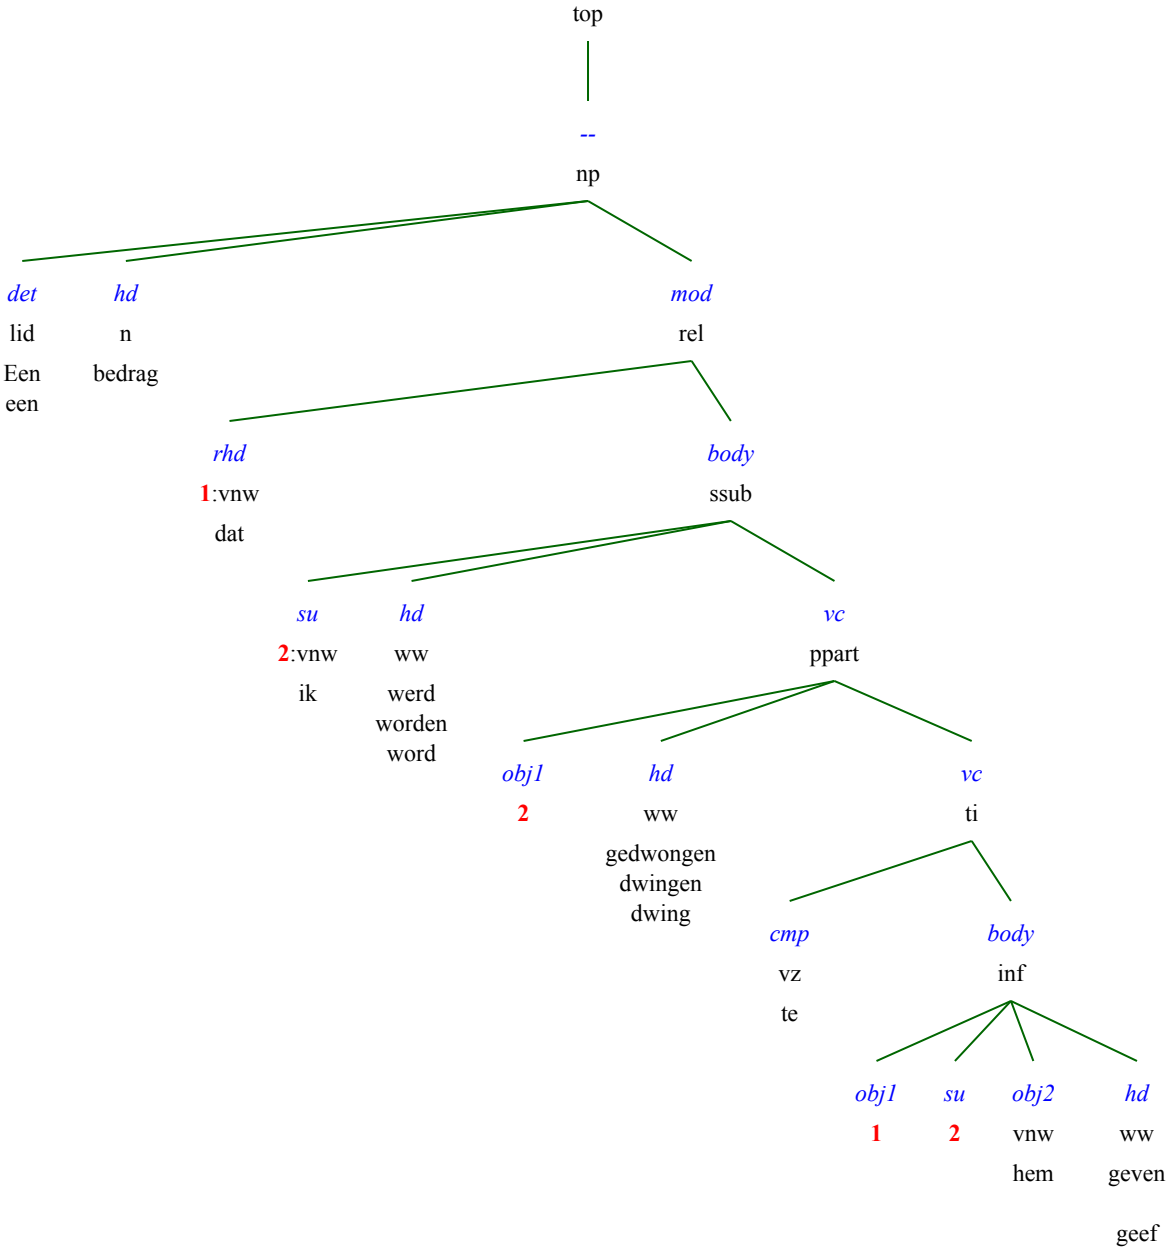 top
--
np
det hd mod
lid n rel
Een bedrag
een
rhd body
1:vnw ssub
dat
su hd vc
2:vnw ww ppart
ik werd
worden
word
obj1 hd vc
2 ww ti
gedwongen
dwingen
dwing
cmp body
vz inf
te
obj1 su obj2 hd
1 2 vnw ww
hem geven
geef